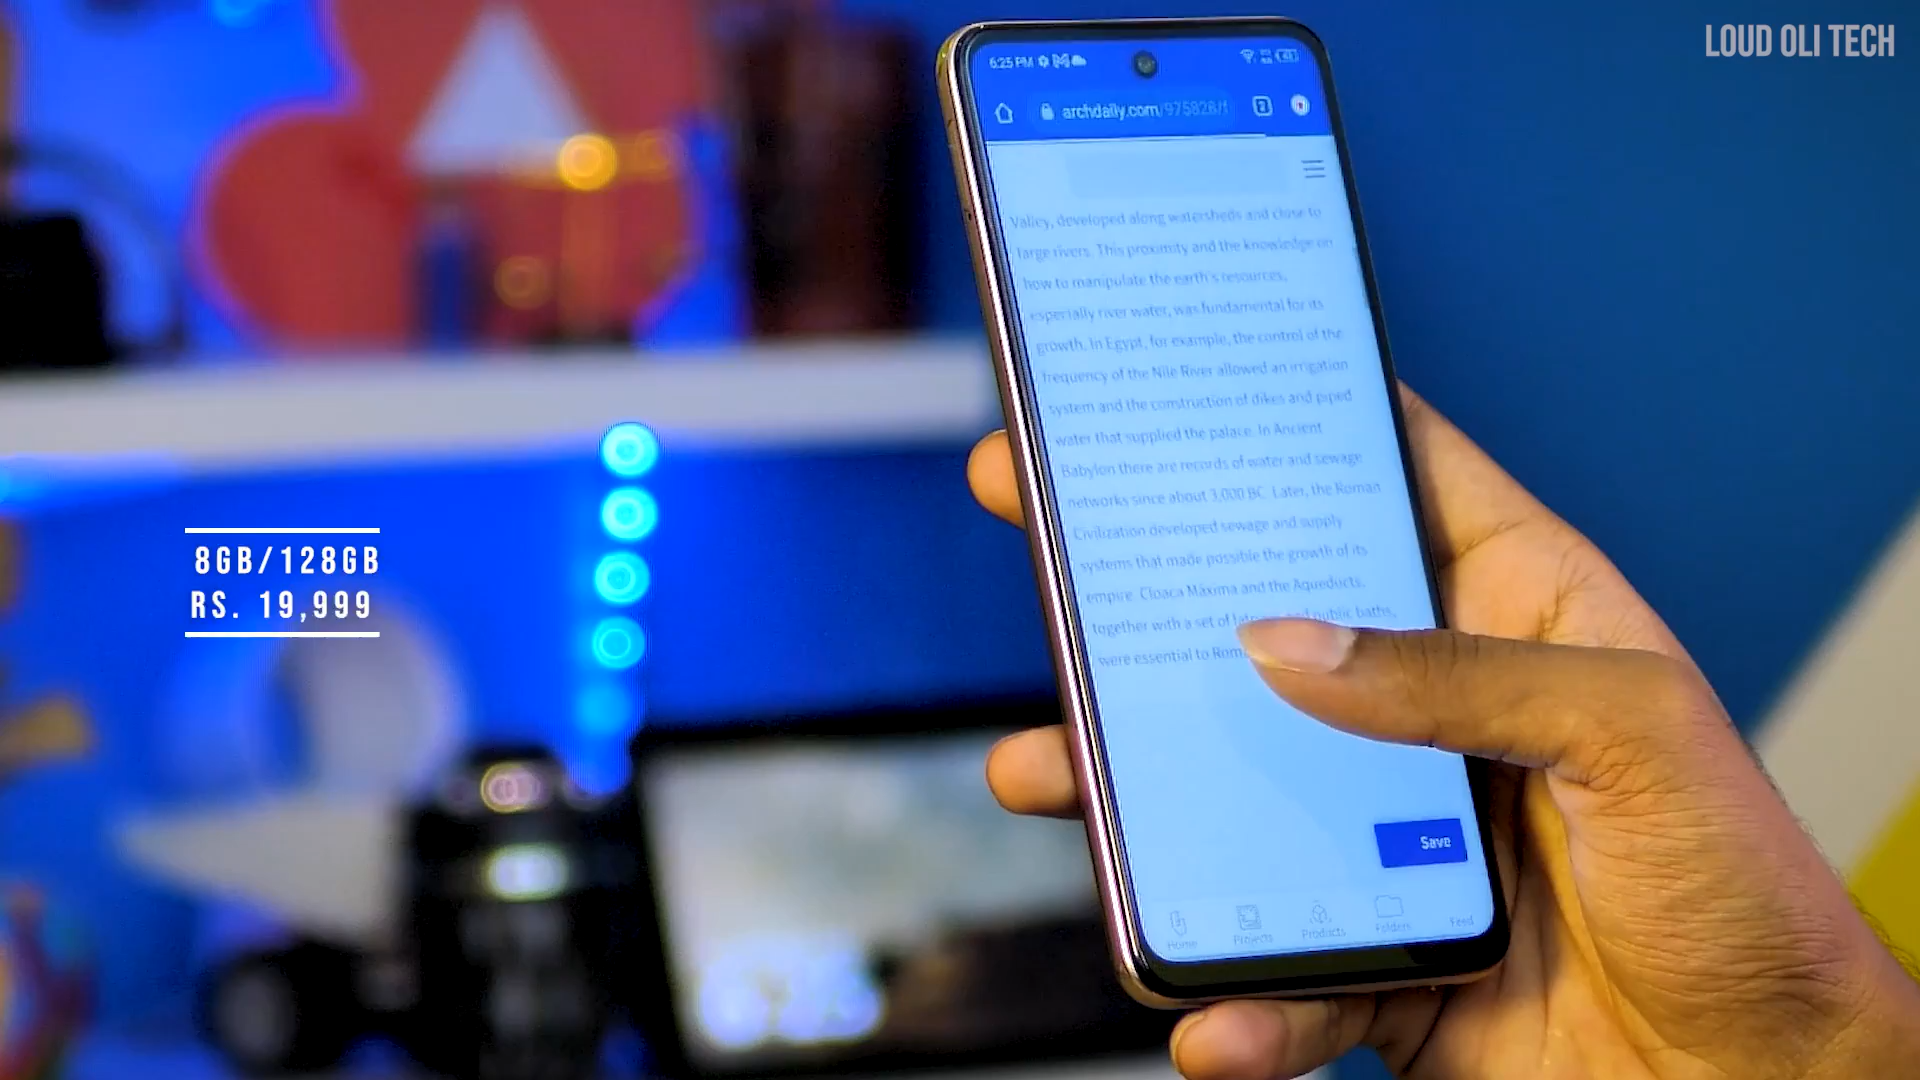 LOUD OLI TECH
6:25 PM
archdaily.com/975828/f
Valley, developed along watersheds and close to
large rivers. This proximity and the knowledge on
how to manipulate the earth's resources,
especially river water, was fundamental for its
growth. In Egypt, for example, the control of the
frequency of the Nile River allowed an irrigation
system and the construction of dikes and piped
water that supplied the palace. In Ancient
Babylon there are records of water and sewage
networks since about 3,000 BC. Later, the Roman
Civilization developed sewage and supply
systems that made possible the growth of its
empire. Cloaca Máxima and the Aqueducts,
together with a set of and public baths,
were essential to
8GB/128GB
RS. 19,999
Save
Home Projects Products Folders Feed